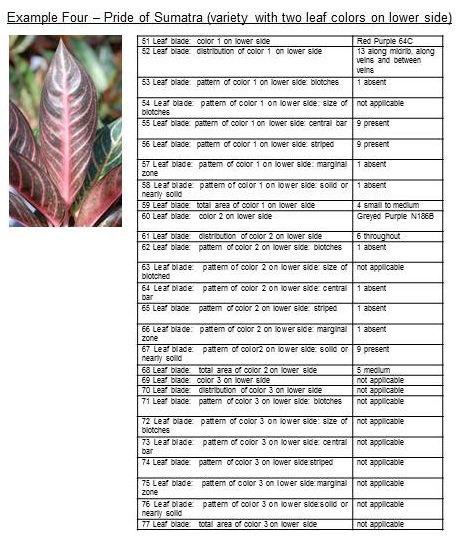 Example Four – Pride of Sumatra (variety with two leaf colors on lower side)
51 Leaf blade: color 1 on lower side Red Purple 64C
52 Leaf blade: distribution of color 1 on lower side 13 along midrib, along
veins and between
veins
53 Leaf blade: pattern of color 1 on lower side: blotches 1 absent
54 Leaf blade: pattern of color 1 on lower side: size of not applicable
blotches
55 Leaf blade: pattern of color 1 on lower side: central bar 9 present
56 Leaf blade: pattern of color 1 on lower side: striped 9 present
57 Leaf blade: pattern of color 1 on lower side: marginal 1 absent
zone
58 Leaf blade: pattern of color 1 on lower side: solid or 1 absent
nearly solid
59 Leaf blade: total area of color 1 on lower side 4 small to medium
60 Leaf blade: color 2 on lower side Greyed Purple N186B
61 Leaf blade: distribution of color 2 on lower side 6 throughout
62 Leaf blade: pattern of color 2 on lower side: blotches 1 absent
63 Leaf blade: pattern of color 2 on lower side: size of not applicable
blotched
64 Leaf blade: pattern of color 2 on lower side: central 1 absent
bar
65 Leaf blade: pattern of color 2 on lower side: striped 1 absent
66 Leaf blade: pattern of color 2 on lower side: marginal 1 absent
zone
67 Leaf blade: pattern of color2 on lower side: solid or 9 present
nearly solid
68 Leaf blade: total area of color 2 on lower side 5 medium
69 Leaf blade: color 3 on lower side not applicable
70 Leaf blade: distribution of color 3 on lower side not applicable
71 Leaf blade: pattern of color 3 on lower side: blotches not applicable
72 Leaf blade: pattern of color 3 on lower side: size of not applicable
blotches
73 Leaf blade: pattern of color 3 on lower side: central not applicable
bar
74 Leaf blade: pattern of color 3 on lower side:striped not applicable
75 Leaf blade: pattern of color 3 on lower side:marginal not applicable
zone
76 Leaf blade: pattern of color 3 on lower side:solid or not applicable
nearly solid
77 Leaf blade: total area of color 3 on lower side not applicable